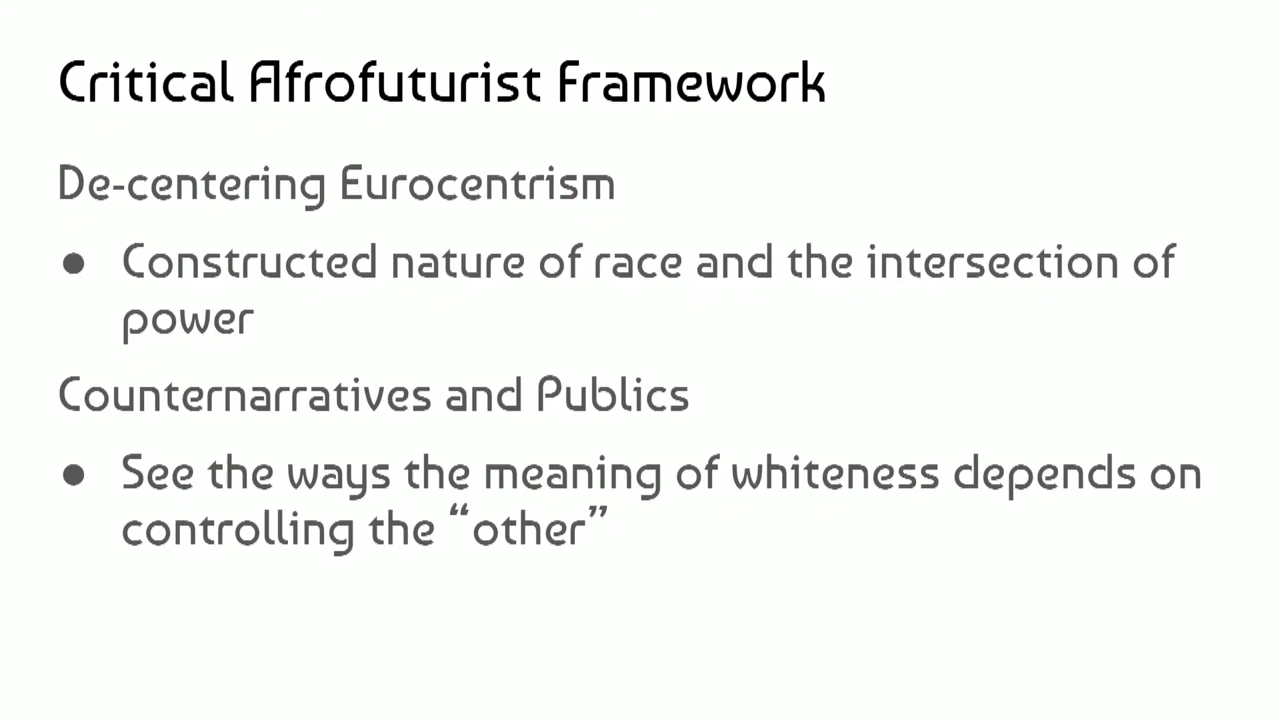 Critical Afrofuturist Framework
De-centering Eurocentrism
● Constructed nature of race and the intersection of
power
Counternarratives and Publics
● See the ways the meaning of whiteness depends on
controlling the “other”